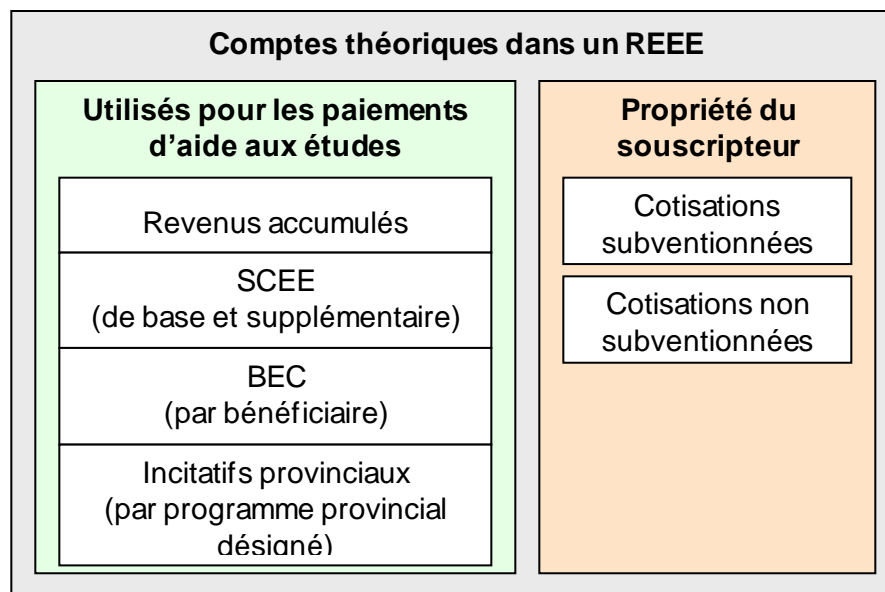 Comptes théoriques dans un REEE
Utilisés pour les paiements
d'aide aux études
Revenus accumulés
SCEE
(de base et supplémentaire)
BEC
(par bénéficiaire)
Incitatifs provinciaux
(par programme provincial
désigné)
Propriété du
souscripteur
Cotisations
subventionnées
Cotisations non
subventionnées